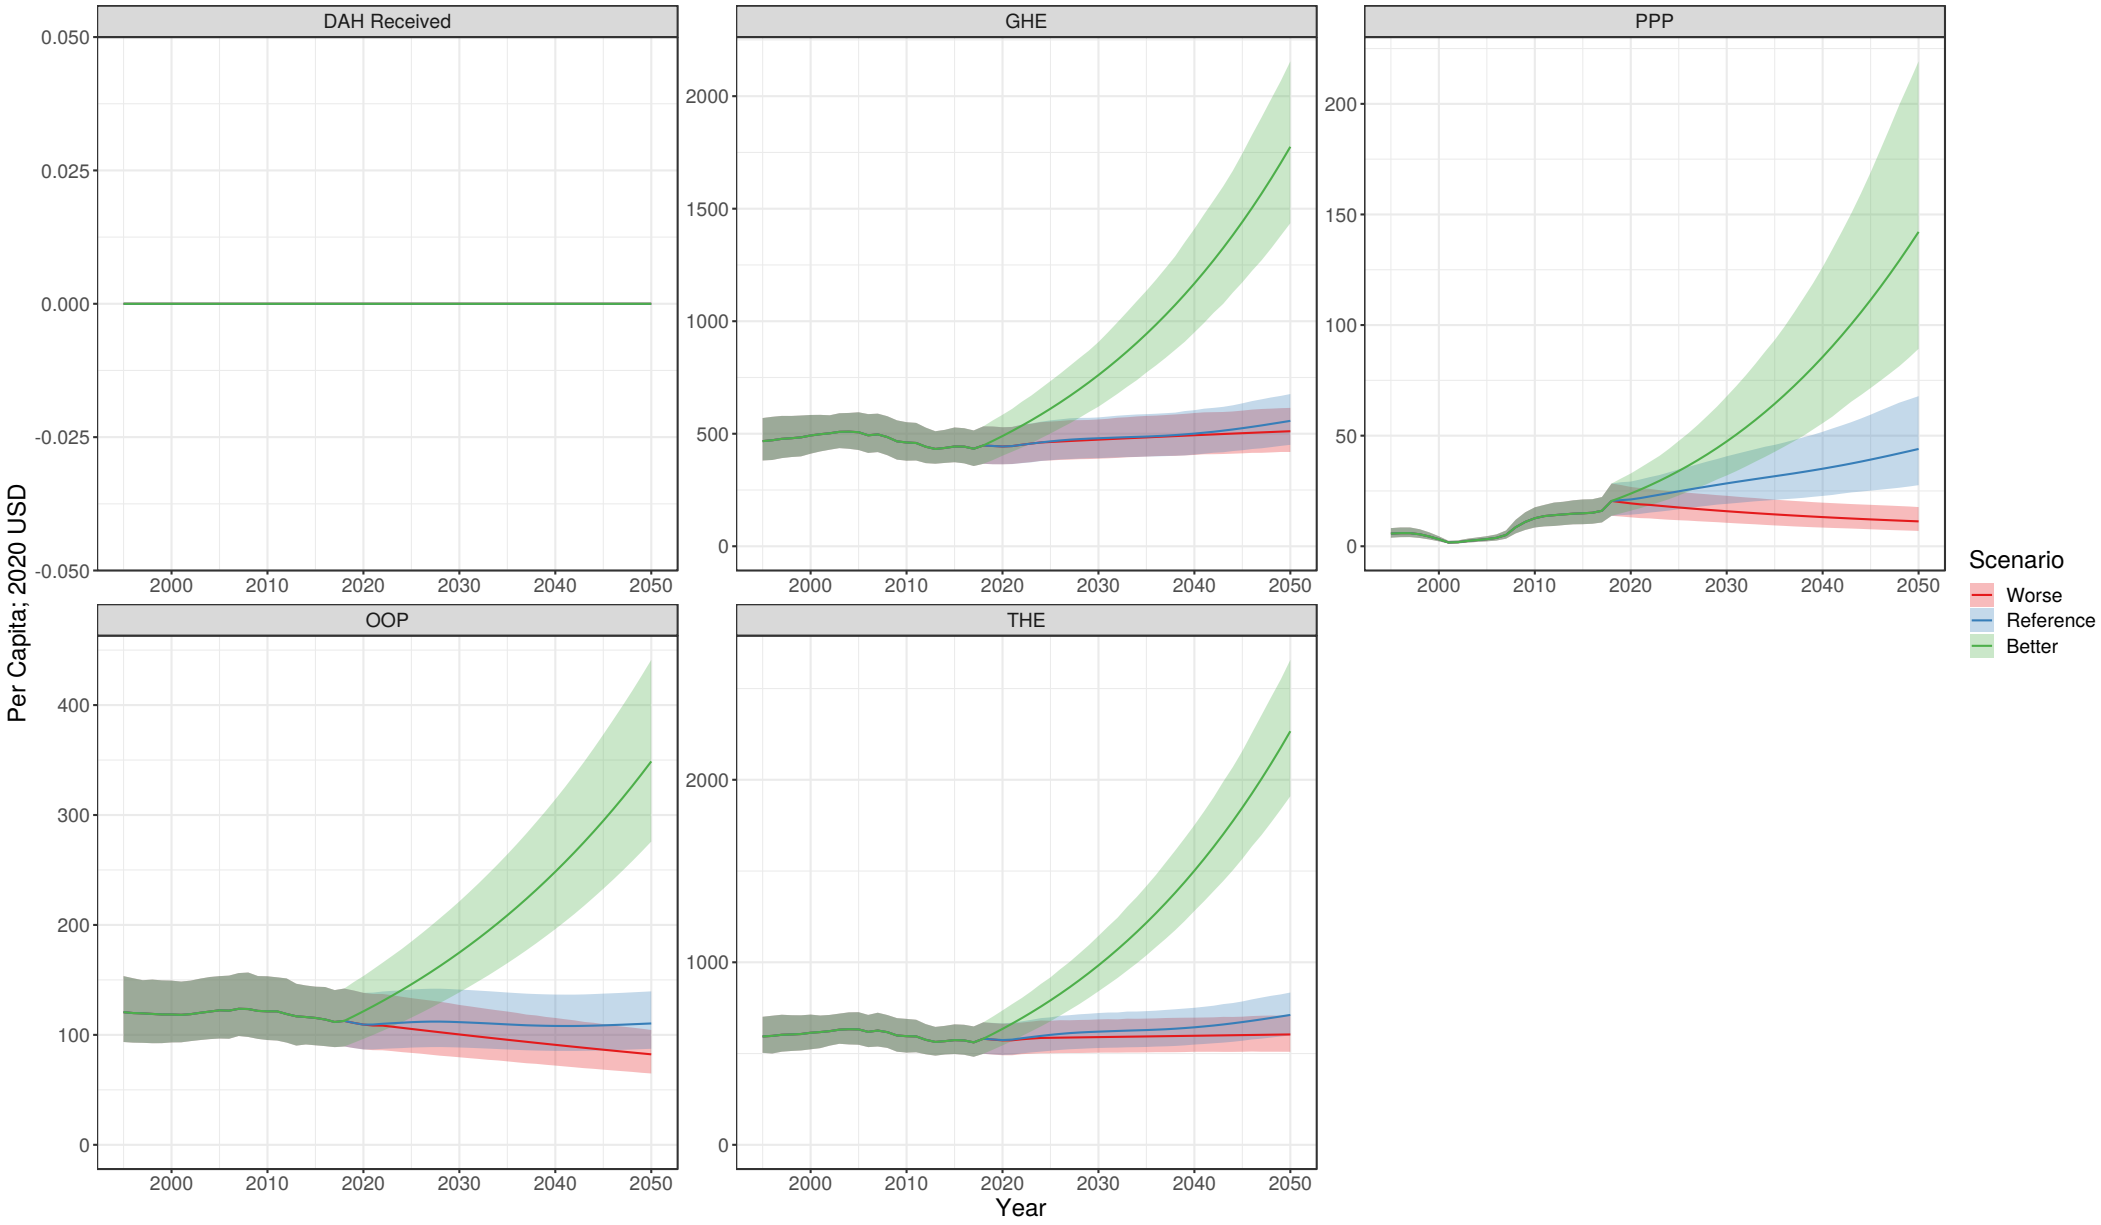 DAH Received
GHE
PPP
0.050
0.025
0.000
-0.025
-0.050
2000
1500
1000
500
0
200
150
100
50
0
2000 2010 2020 2030 2040 2050
2000 2010 2020 2030 2040 2050
2000 2010 2020 2030 2040 2050
OOP
THE
400
300
200
100
0
2000
1000
0
2000 2010 2020 2030 2040 2050
2000 2010 2020 2030 2040 2050
Year
Per Capita; 2020 USD
Scenario
Worse
Reference
Better